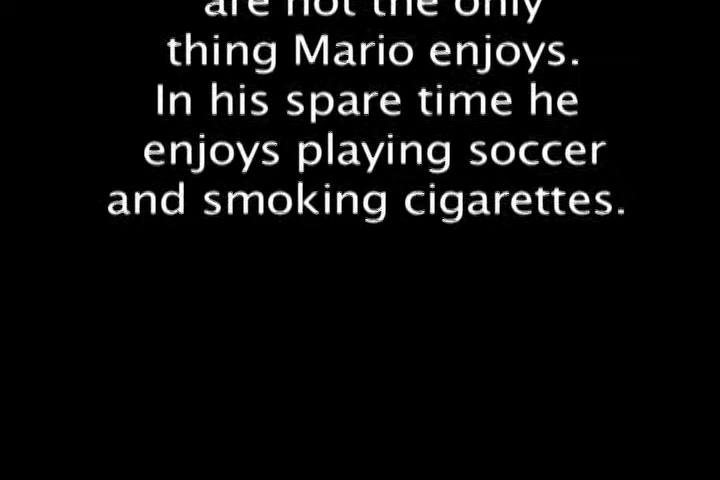 are not the only
thing Mario enjoys.
In his spare time he
enjoys playing soccer
and smoking cigarettes.